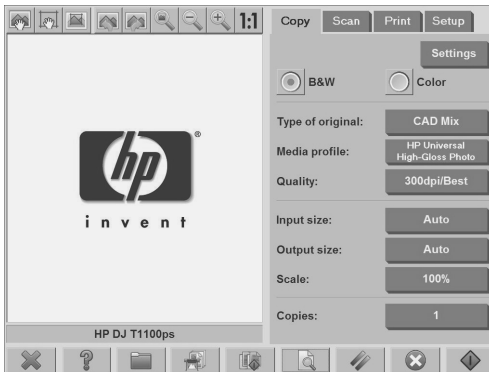 1:1
Copy Scan Print Setup
Settings
B&W Color
Type of original: CAD Mix
Media profile: HP Universal
High-Gloss Photo
Quality: 300dpi/Best
Input size: Auto
Output size: Auto
Scale: 100%
Copies: 1
hp ®
invent
HP DJ T1100ps
?